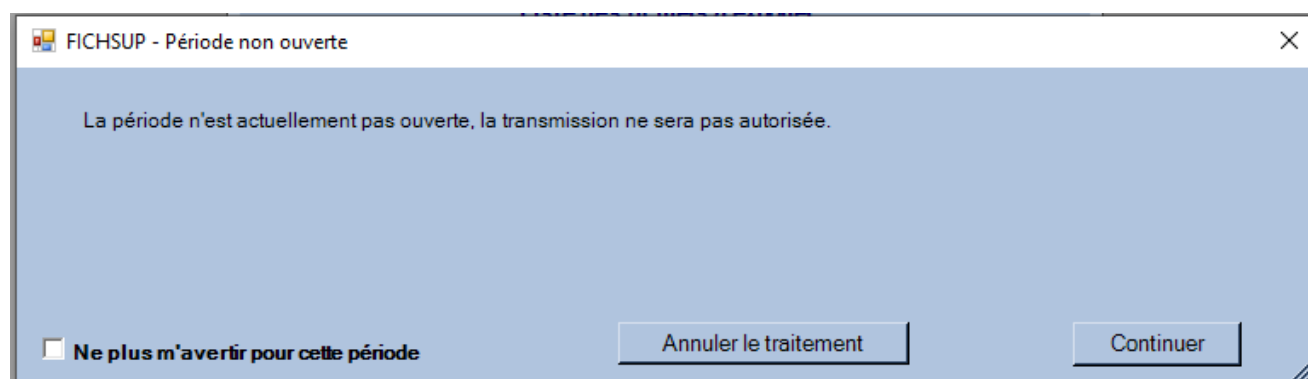 FICHSUP - Période non ouverte
La période n'est actuellement pas ouverte, la transmission ne sera pas autorisée.
Ne plus m'avertir pour cette période
Annuler le traitement
Continuer